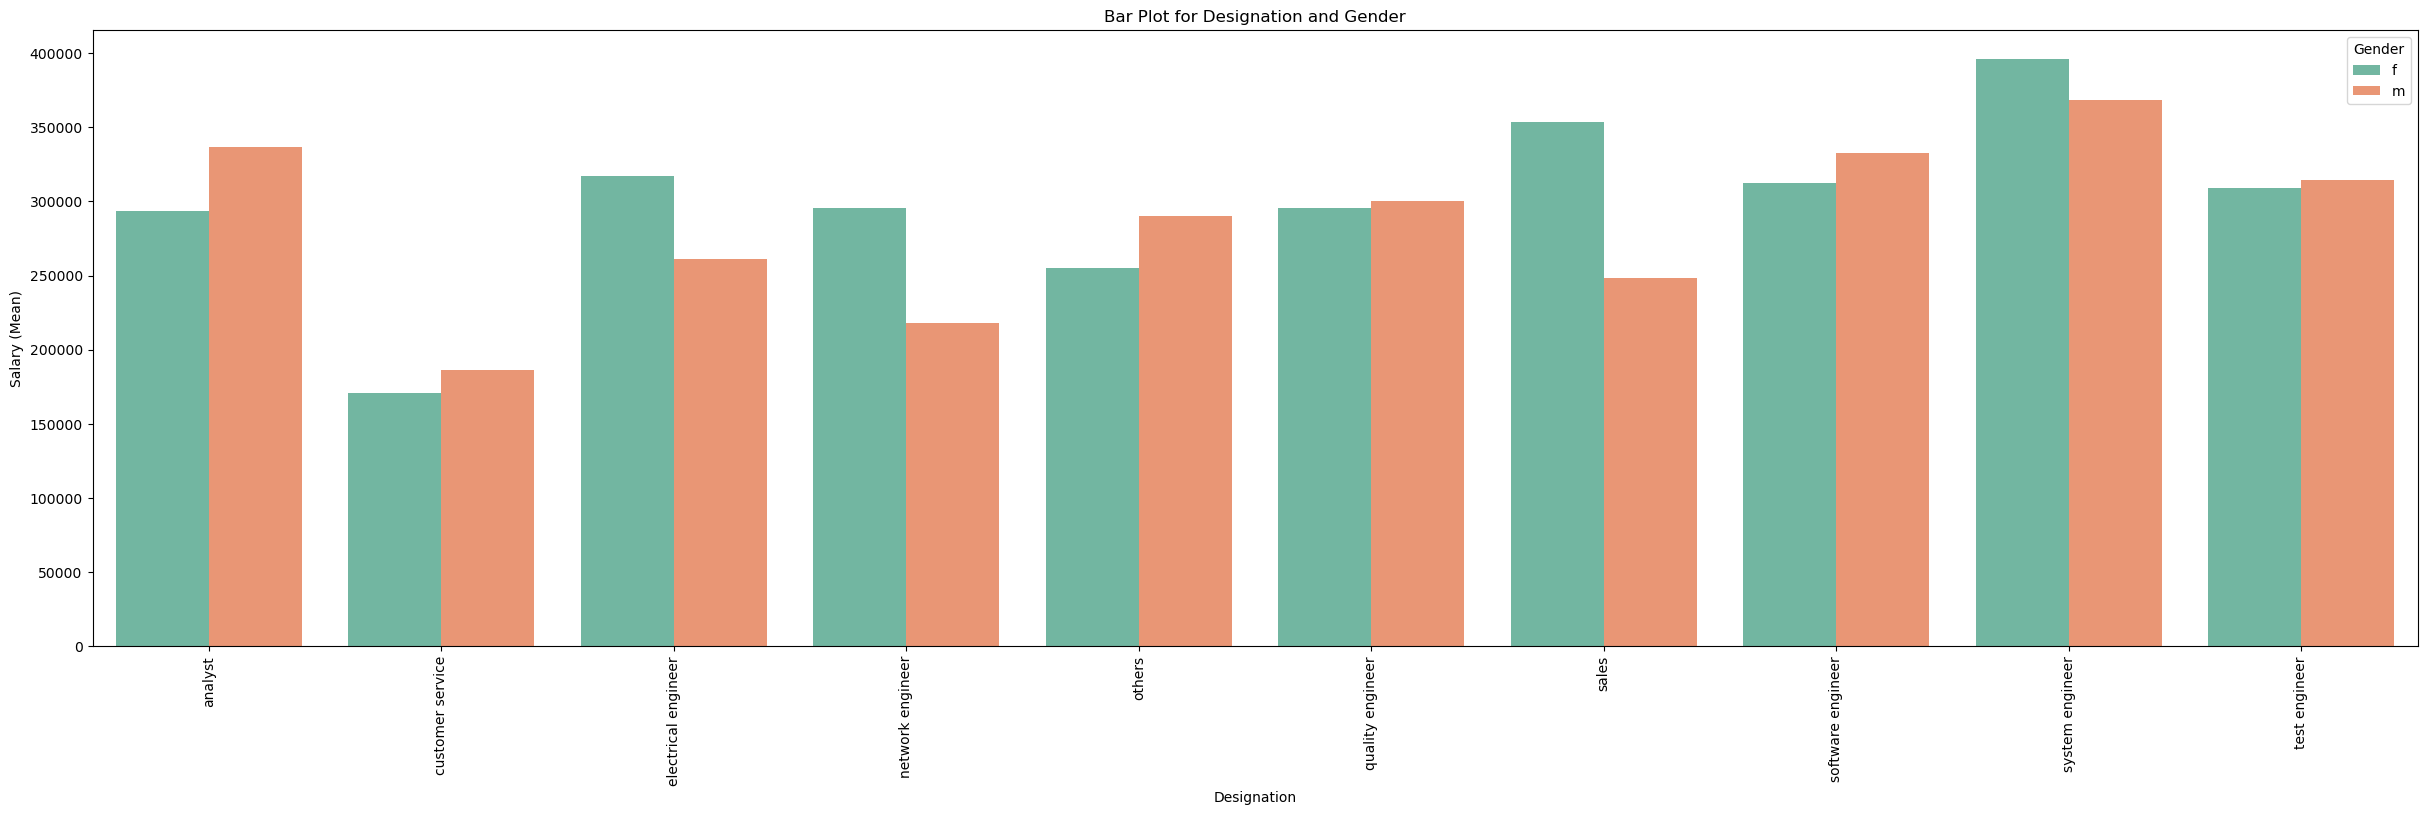 Bar Plot for Designation and Gender
Gender
f
m
Salary (Mean)
400000
350000
300000
250000
200000
150000
100000
50000
0
analyst
customer service
electrical engineer
network engineer
others
quality engineer
sales
software engineer
system engineer
test engineer
Designation